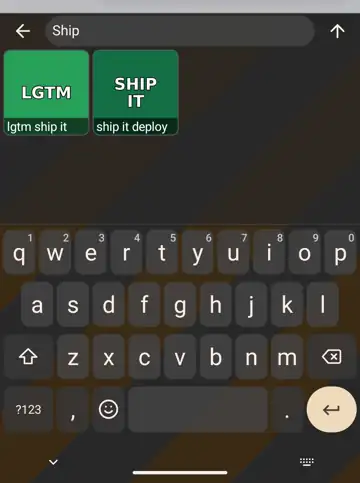 Ship
LGTM
lgtm ship it
SHIP
IT
ship it deploy
1 2 3 4 5 6 7 8 9 0
q w e r t y u i o p
a s d f g h j k l
z x c v b n m
?123 , .